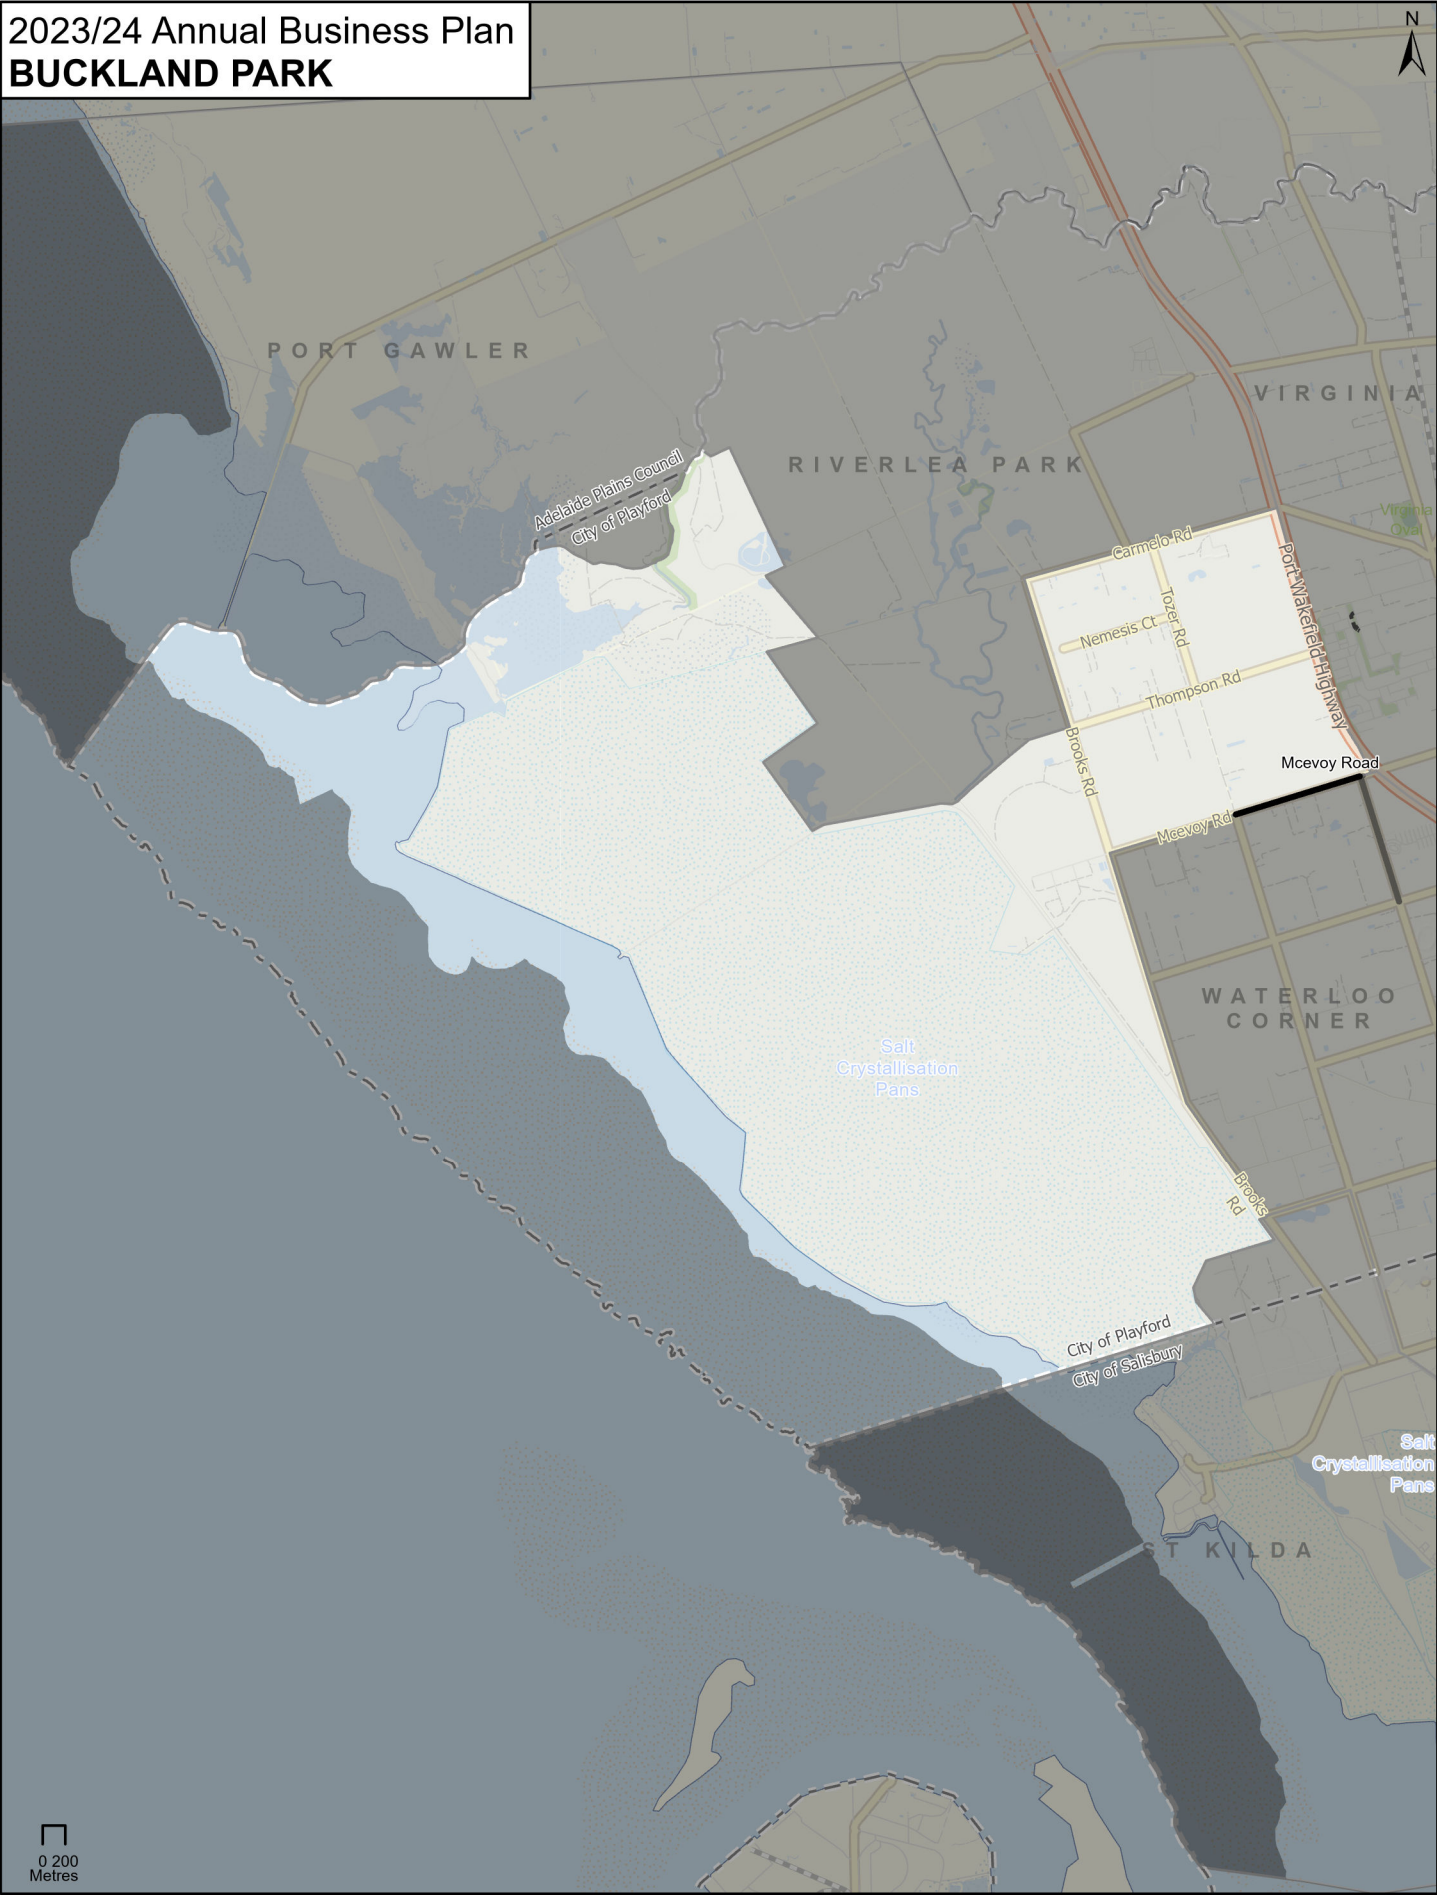 2023/24 Annual Business Plan
BUCKLAND PARK
N
PORT GAWLER
VIRGINIA
RIVERLEA PARK
Adelaide Plains Council
City of Playford
Virginia
Oval
Carmelo Rd
Port Wakefield Highway
Tozer Rd
Nemesis Ct
Thompson Rd
Brooks Rd
Mcevoy Road
Mcevoy Rd
WATERLOO
CORNER
Salt
Crystallisation
Pans
Brooks
Rd
City of Playford
City of Salisbury
Salt
Crystallisation
Pans
ST KILDA
0 200
Metres